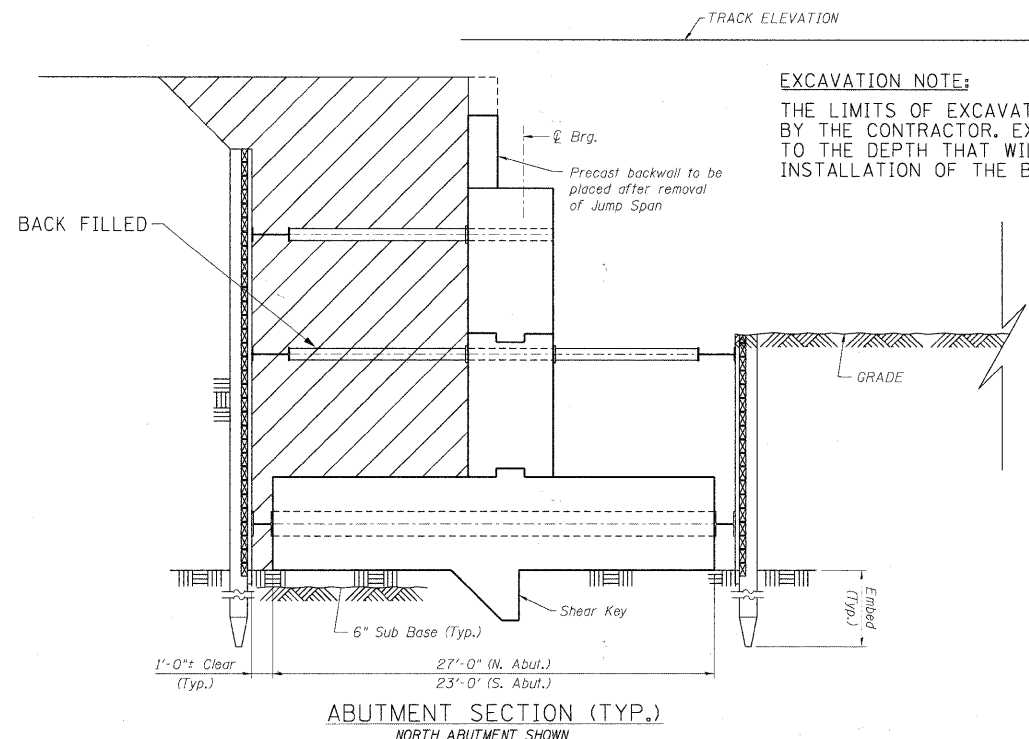 TRACK ELEVATION
EXCAVATION NOTE:
THE LIMITS OF EXCAVAT
BY THE CONTRACTOR. EX
TO THE DEPTH THAT WIL
INSTALLATION OF THE B
℄ Brg.
Precast backwall to be
placed after removal
of Jump Span
BACK FILLED
GRADE
Shear Key
6" Sub Base (Typ.)
Embed
(Typ.)
1'-0"± Clear
(Typ.)
27'-0" (N. Abut.)
23'-0' (S. Abut.)
ABUTMENT SECTION (TYP.)
NORTH ABUTMENT SHOWN